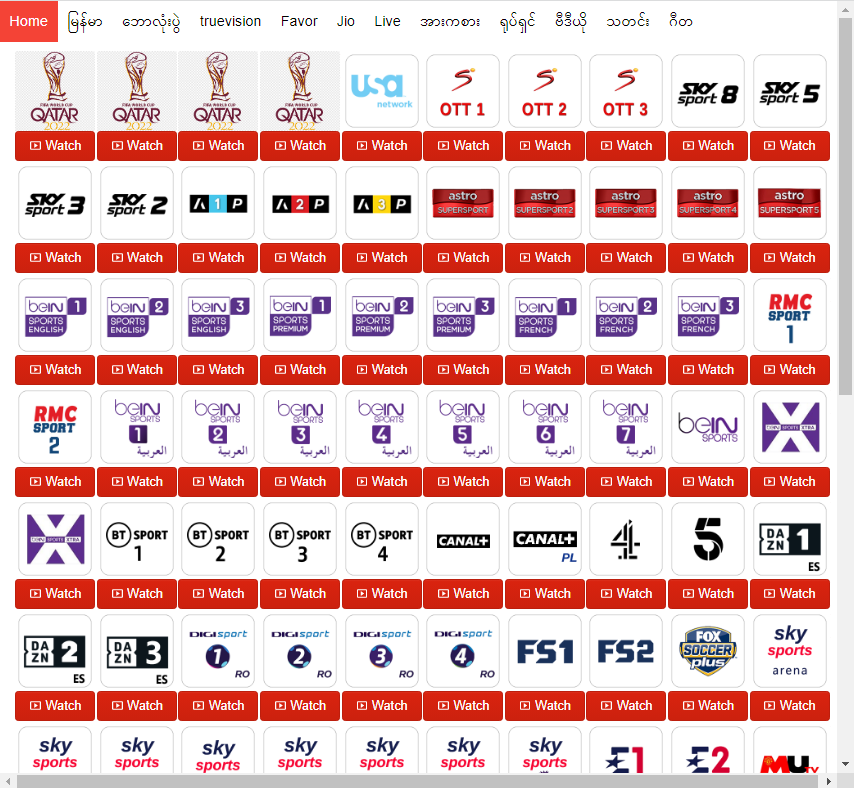 Home မြန်မာ ဘောလုံးပွဲ truevision Favor Jio Live အားကစား ရုပ်ရှင် ဗီဒီယို သတင်း ဂီတ
FIFA WORLD CUP QATAR 2022 FIFA WORLD CUP QATAR 2022 FIFA WORLD CUP QATAR 2022 FIFA WORLD CUP QATAR 2022 usa network OTT 1 OTT 2 OTT 3 sky sport 8 sky sport 5
Watch Watch Watch Watch Watch Watch Watch Watch Watch Watch
sky sport 3 sky sport 2 A 1 P A 2 P A 3 P astro SUPERSPORT astro SUPERSPORT 2 astro SUPERSPORT 3 astro SUPERSPORT 4 astro SUPERSPORT 5
Watch Watch Watch Watch Watch Watch Watch Watch Watch Watch
beIN 1 SPORTS ENGLISH beIN 2 SPORTS ENGLISH beIN 3 SPORTS ENGLISH beIN 1 SPORTS PREMIUM beIN 2 SPORTS PREMIUM beIN 3 SPORTS PREMIUM beIN 1 SPORTS FRENCH beIN 2 SPORTS FRENCH beIN 3 SPORTS FRENCH RMC SPORT 1
Watch Watch Watch Watch Watch Watch Watch Watch Watch Watch
RMC SPORT 2 beIN SPORTS 1 العربية beIN SPORTS 2 العربية beIN SPORTS 3 العربية beIN SPORTS 4 العربية beIN SPORTS 5 العربية beIN SPORTS 6 العربية beIN SPORTS 7 العربية beIN SPORTS beIN SPORTS XTRA
Watch Watch Watch Watch Watch Watch Watch Watch Watch Watch
beIN SPORTS XTRA BT SPORT 1 BT SPORT 2 BT SPORT 3 BT SPORT 4 CANAL+ CANAL+ PL 4 5 DAZN 1 ES
Watch Watch Watch Watch Watch Watch Watch Watch Watch Watch
DAZN 2 ES DAZN 3 ES DIGI sport 1 RO DIGI sport 2 RO DIGI sport 3 RO DIGI sport 4 RO FS1 FS2 FOX SOCCER plus sky sports arena
Watch Watch Watch Watch Watch Watch Watch Watch Watch Watch
sky sports sky sports sky sports sky sports sky sports sky sports sky sports E1 E2 MUTV